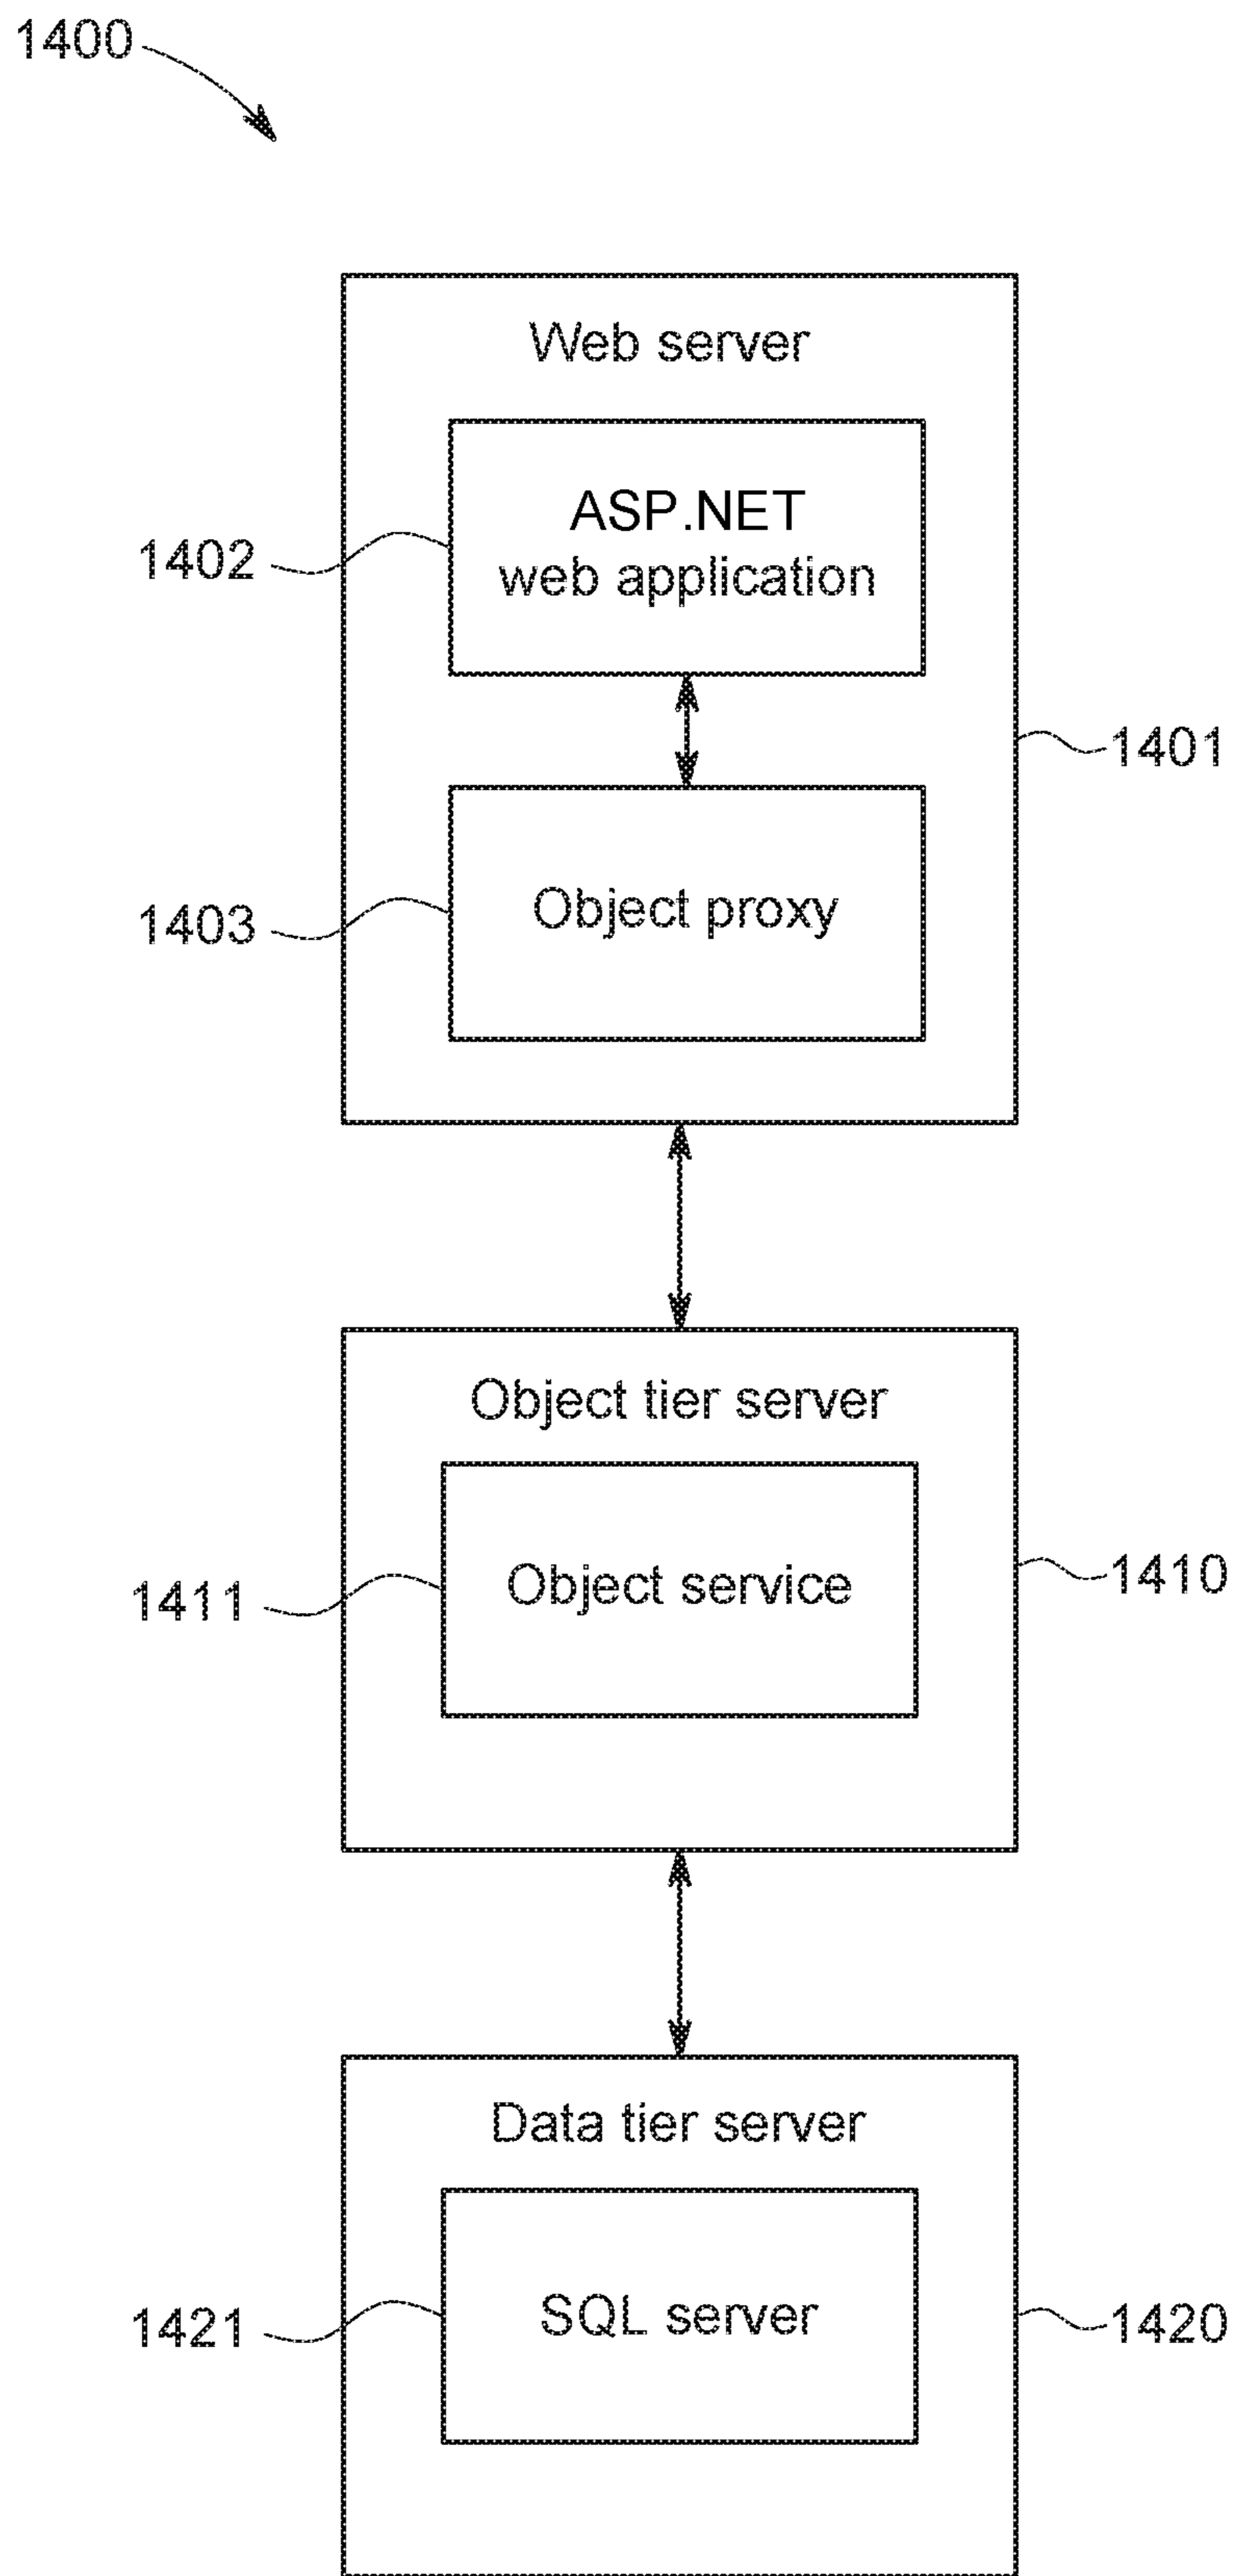 1400
Web server
ASP.NET
web application
1402
1401
Object proxy
1403
Object tier server
Object service
1411
1410
Data tier server
SQL server
1421
1420